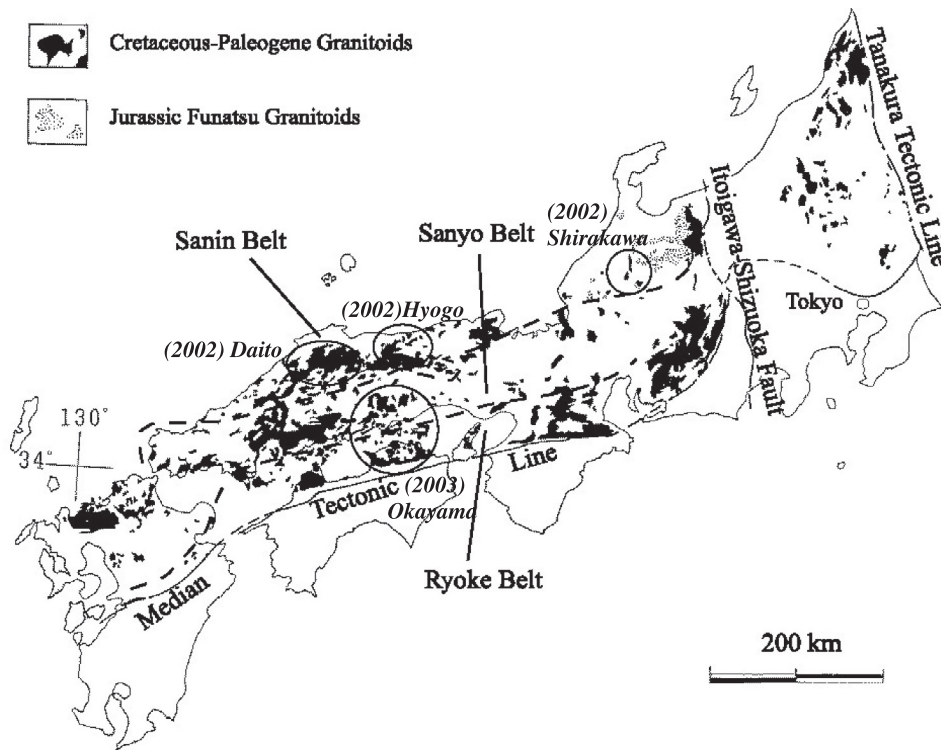 Cretaceous-Paleogene Granitoids
Jurassic Funatsu Granitoids
Tanakura Tectonic Line
Itoigawa-Shizuoka Fault
(2002)
Shirakawa
Sanin Belt
Sanyo Belt
(2002)Hyogo
(2002) Daito
Tokyo
130
34°
Median
Tectonic
Line
(2003)
Okayama
Ryoke Belt
200 km